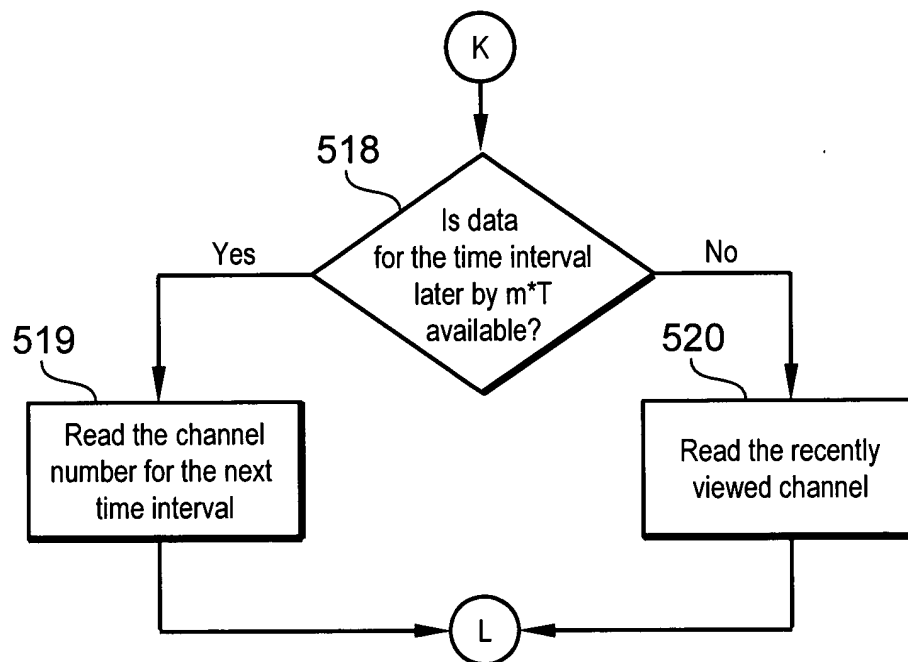 K
518
Is data
for the time interval
later by m*T
available?
Yes
No
519
520
Read the channel
number for the next
time interval
Read the recently
viewed channel
L